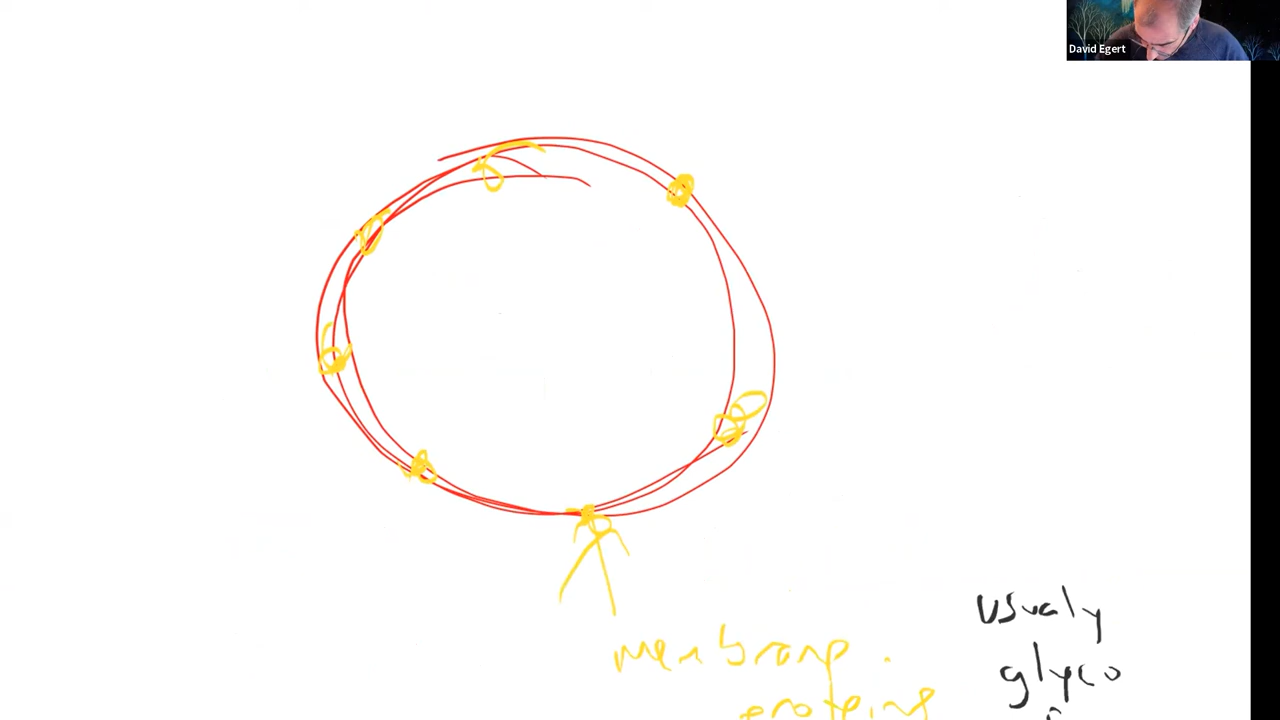 David Egert
membrane
proteins
usualy
glyco